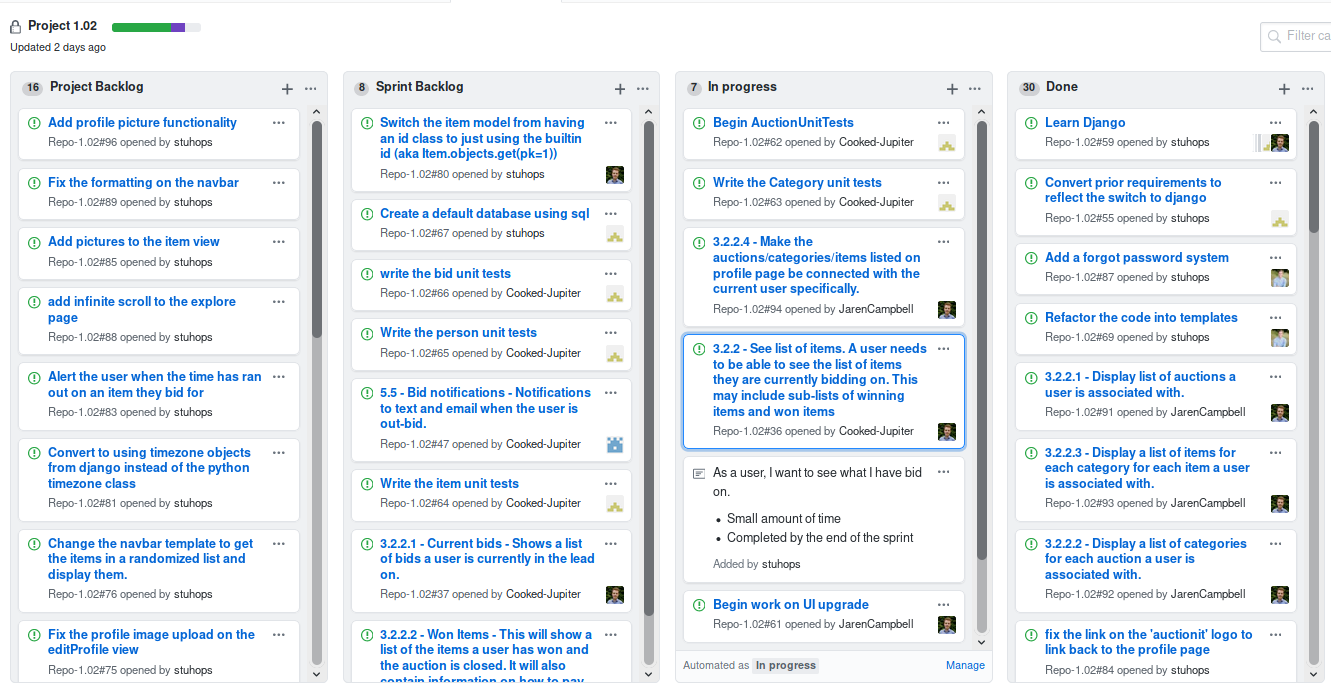 Project 1.02
Updated 2 days ago
Filter ca
16 Project Backlog
Add profile picture functionality
Repo-1.02#96 opened by stuhops
Fix the formatting on the navbar
Repo-1.02#89 opened by stuhops
Add pictures to the item view
Repo-1.02#85 opened by stuhops
add infinite scroll to the explore
page
Repo-1.02#88 opened by stuhops
Alert the user when the time has ran
out on an item they bid for
Repo-1.02#83 opened by stuhops
Convert to using timezone objects
from django instead of the python
timezone class
Repo-1.02#81 opened by stuhops
Change the navbar template to get
the items in a randomized list and
display them.
Repo-1.02#76 opened by stuhops
Fix the profile image upload on the
editProfile view
Repo-1.02#75 opened by stuhops
8 Sprint Backlog
Switch the item model from having
an id class to just using the builtin
id (aka Item.objects.get(pk=1))
Repo-1.02#80 opened by stuhops
Create a default database using sql
Repo-1.02#67 opened by stuhops
write the bid unit tests
Repo-1.02#66 opened by Cooked-Jupiter
Write the person unit tests
Repo-1.02#65 opened by Cooked-Jupiter
5.5 - Bid notifications - Notifications
to text and email when the user is
out-bid.
Repo-1.02#47 opened by Cooked-Jupiter
Write the item unit tests
Repo-1.02#64 opened by Cooked-Jupiter
3.2.2.1 - Current bids - Shows a list
of bids a user is currently in the lead
on.
Repo-1.02#37 opened by Cooked-Jupiter
3.2.2.2 - Won Items - This will show a
list of the items a user has won and
the auction is closed. It will also
contain information on how to pay
7 In progress
Begin AuctionUnitTests
Repo-1.02#62 opened by Cooked-Jupiter
Write the Category unit tests
Repo-1.02#63 opened by Cooked-Jupiter
3.2.2.4 - Make the
auctions/categories/items listed on
profile page be connected with the
current user specifically.
Repo-1.02#94 opened by JarenCampbell
3.2.2 - See list of items. A user needs
to be able to see the list of items
they are currently bidding on. This
may include sub-lists of winning
items and won items
Repo-1.02#36 opened by Cooked-Jupiter
As a user, I want to see what I have bid
on.
• Small amount of time
• Completed by the end of the sprint
Added by stuhops
Begin work on UI upgrade
Repo-1.02#61 opened by JarenCampbell
Automated as In progress Manage
30 Done
Learn Django
Repo-1.02#59 opened by stuhops
Convert prior requirements to
reflect the switch to django
Repo-1.02#55 opened by stuhops
Add a forgot password system
Repo-1.02#87 opened by stuhops
Refactor the code into templates
Repo-1.02#69 opened by stuhops
3.2.2.1 - Display list of auctions a
user is associated with.
Repo-1.02#91 opened by JarenCampbell
3.2.2.3 - Display a list of items for
each category for each item a user
is associated with.
Repo-1.02#93 opened by JarenCampbell
3.2.2.2 - Display a list of categories
for each auction a user is
associated with.
Repo-1.02#92 opened by JarenCampbell
fix the link on the 'auctionit' logo to
link back to the profile page
Repo-1.02#84 opened by stuhops